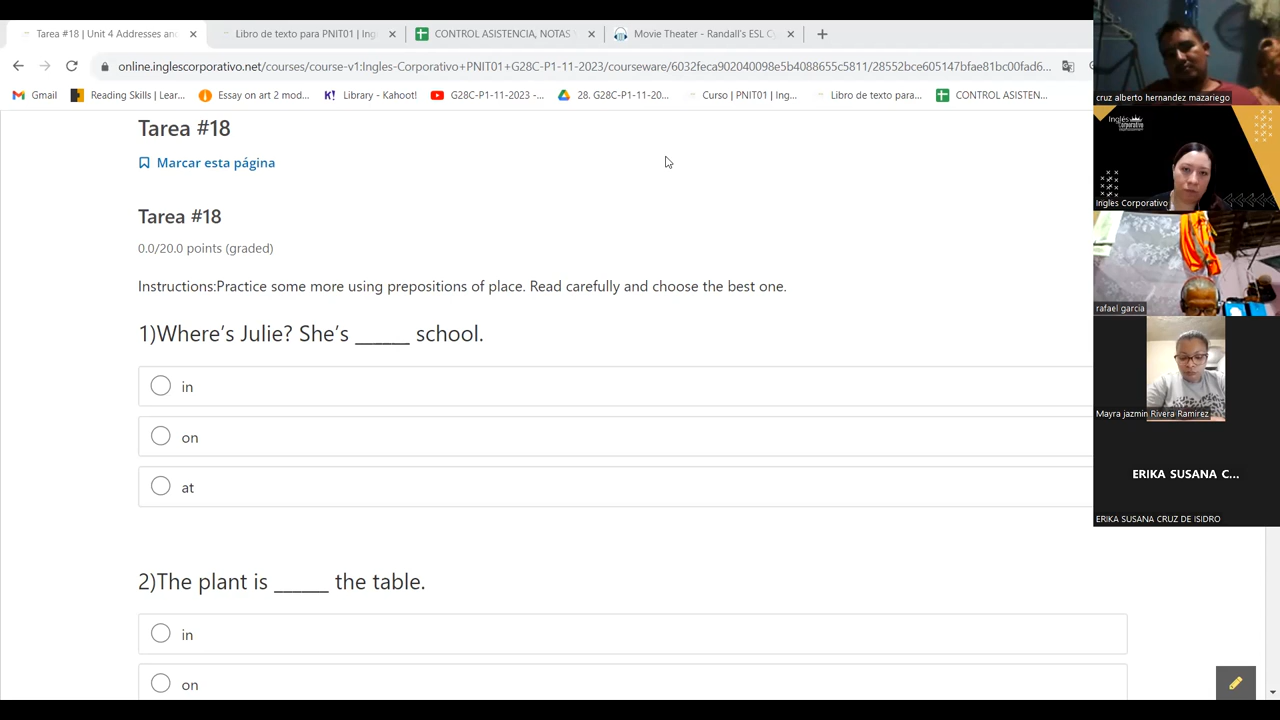 Tarea #18 | Unit 4 Addresses and
Libro de texto para PNIT01 | Ing
CONTROL ASISTENCIA, NOTAS
Movie Theater - Randall's ESL Cy
online.inglescorporativo.net/courses/course-v1:Ingles-Corporativo+PNIT01+G28C-P1-11-2023/courseware/6032feca902040098e5b4088655c5811/28552bce605147bfae81bc00fad6...
Gmail
Reading Skills | Lear...
Essay on art 2 mod...
Library - Kahoot!
G28C-P1-11-2023 -...
28. G28C-P1-11-20...
Curso | PNIT01 | Ing...
Libro de texto para...
CONTROL ASISTEN...
Tarea #18
Marcar esta página
Tarea #18
0.0/20.0 points (graded)
Instructions:Practice some more using prepositions of place. Read carefully and choose the best one.
1)Where's Julie? She's ______ school.
in
on
at
2)The plant is ______ the table.
in
on
cruz alberto hernandez mazariego
Inglés
Corporativo
Ingles Corporativo
rafael garcia
Mayra jazmin Rivera Ramirez
ERIKA SUSANA C...
ERIKA SUSANA CRUZ DE ISIDRO